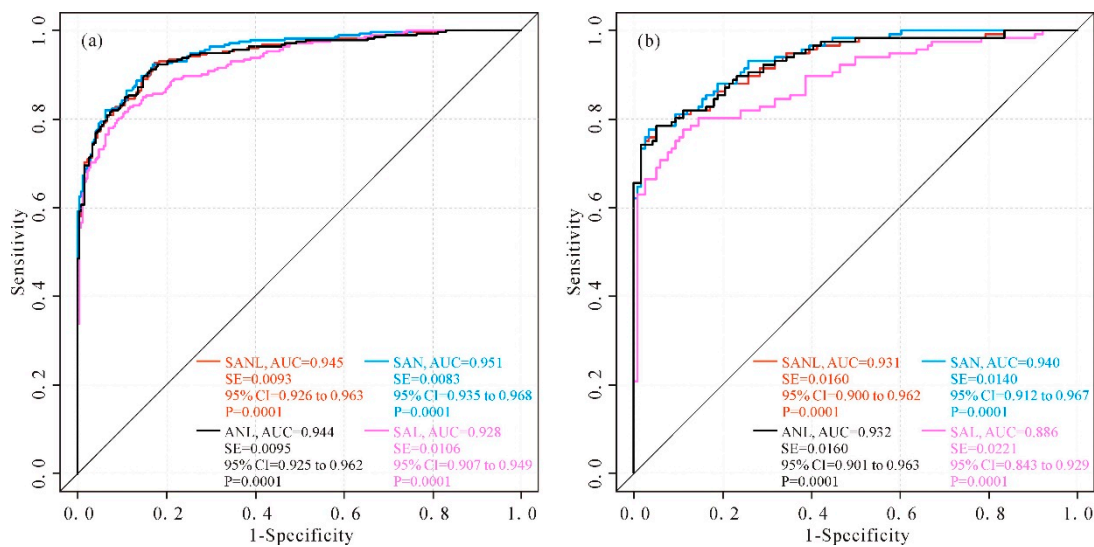 (a)
Sensitivity
1.0
0.8
0.6
0.4
0.2
0.0
SANL, AUC=0.945
SE=0.0093
95% CI=0.926 to 0.963
P=0.0001
SAN, AUC=0.951
SE=0.0083
95% CI=0.935 to 0.968
P=0.0001
ANL, AUC=0.944
SE=0.0095
95% CI=0.925 to 0.962
P=0.0001
SAL, AUC=0.928
SE=0.0106
95% CI=0.907 to 0.949
P=0.0001
0.0 0.2 0.4 0.6 0.8 1.0
1-Specificity
(b)
Sensitivity
1.0
0.8
0.6
0.4
0.2
0.0
SANL, AUC=0.931
SE=0.0160
95% CI=0.900 to 0.962
P=0.0001
SAN, AUC=0.940
SE=0.0140
95% CI=0.912 to 0.967
P=0.0001
ANL, AUC=0.932
SE=0.0160
95% CI=0.901 to 0.963
P=0.0001
SAL, AUC=0.886
SE=0.0221
95% CI=0.843 to 0.929
P=0.0001
0.0 0.2 0.4 0.6 0.8 1.0
1-Specificity